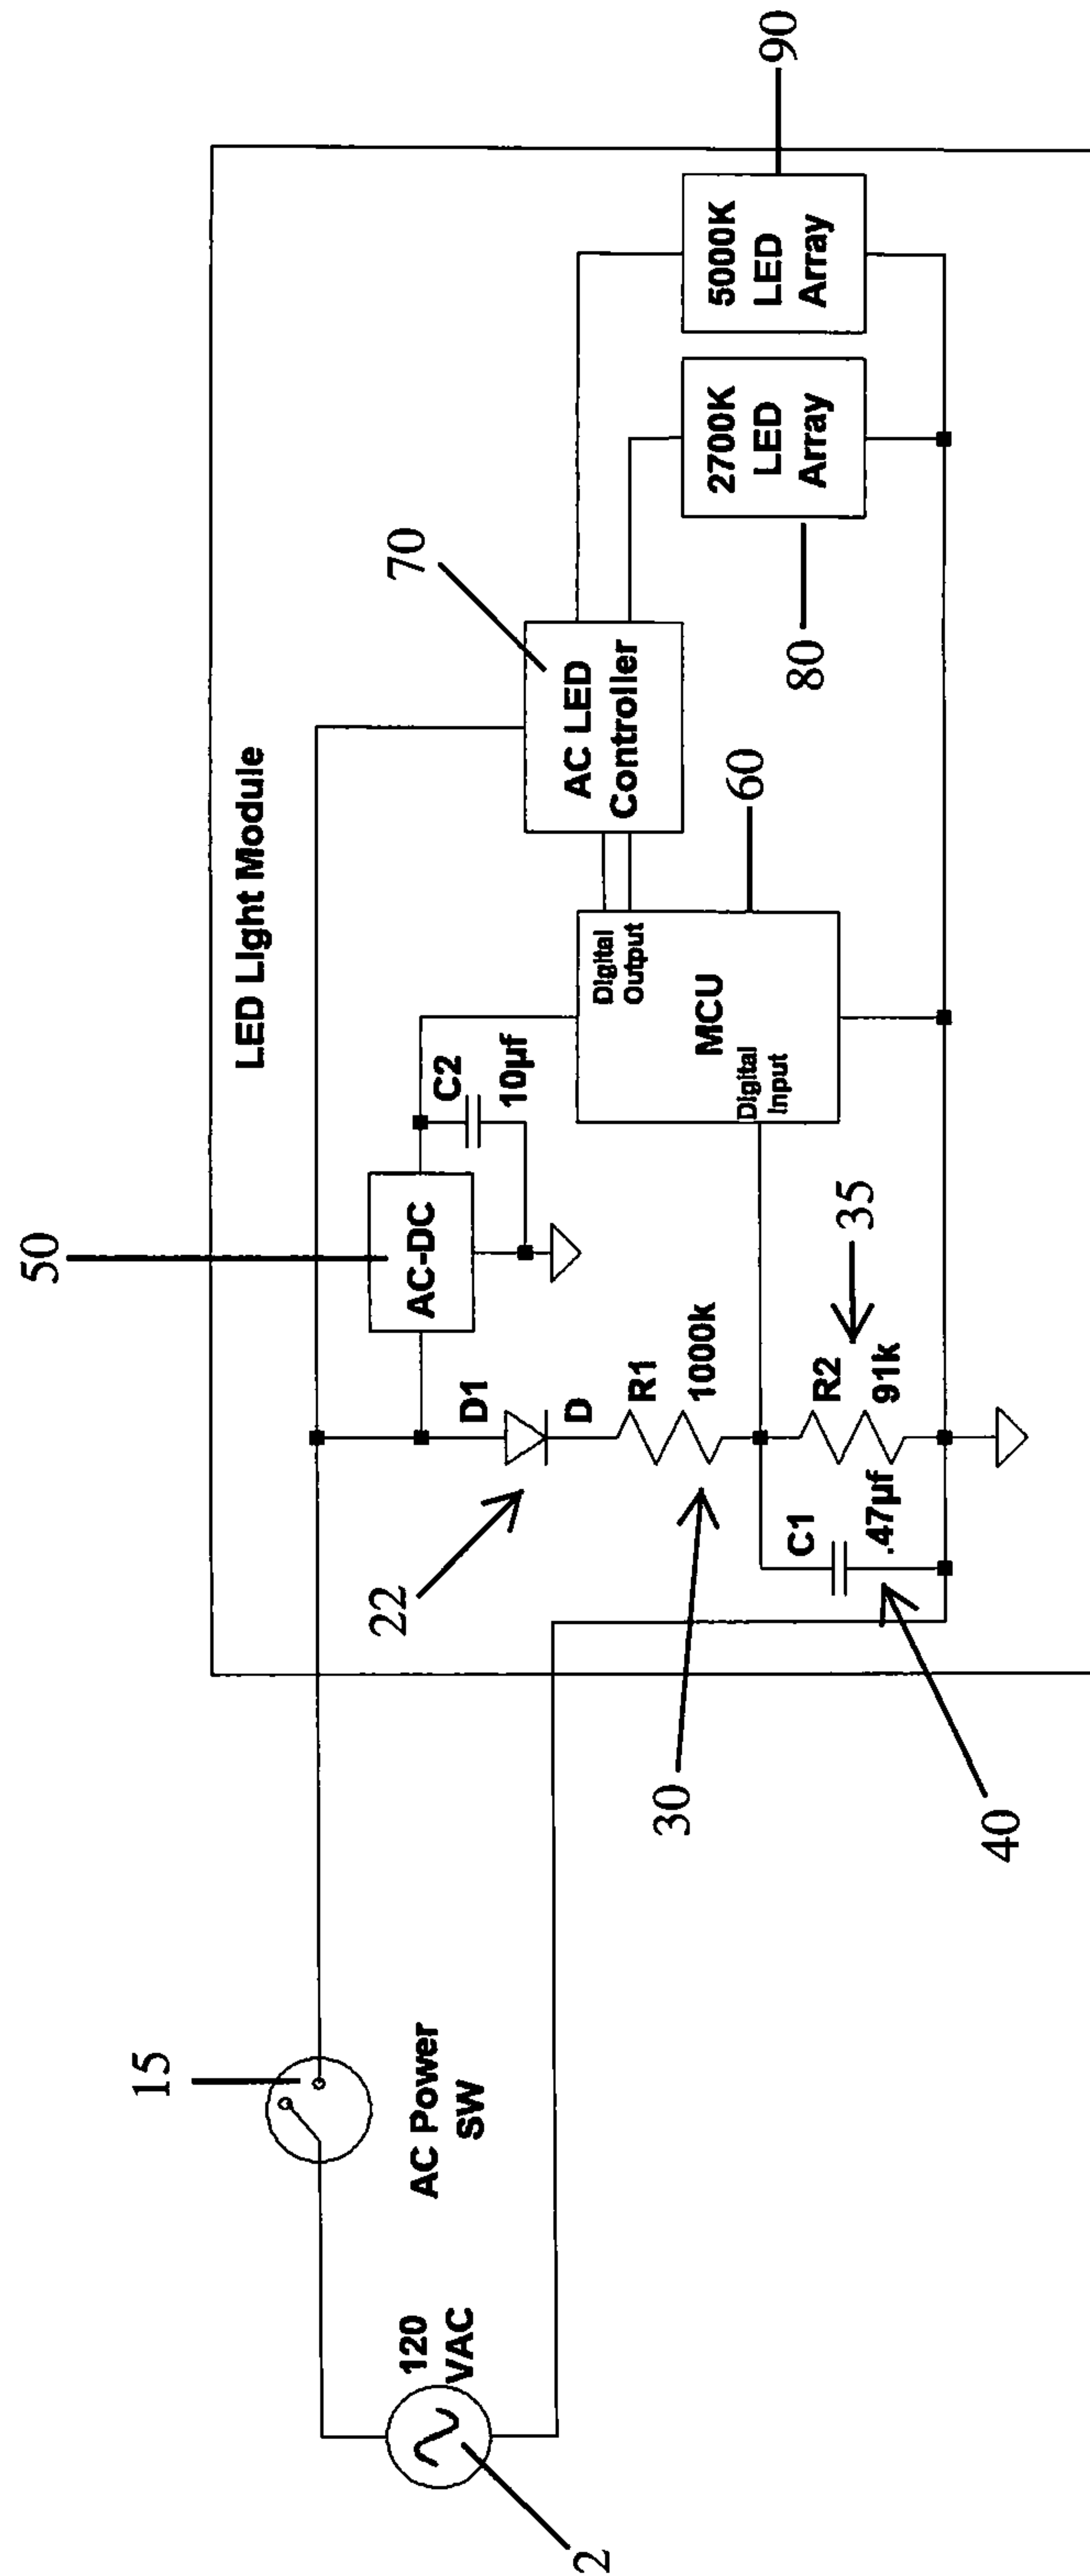 LED Light Module
50
70
90
15
AC Power
SW
120
VAC
2
22
D1
D
AC-DC
C2
10µf
R1
1000k
30
Digital
Output
MCU
Digital
Input
60
AC LED
Controller
2700K
LED
Array
80
5000K
LED
Array
C1
.47µf
40
R2
91k
35